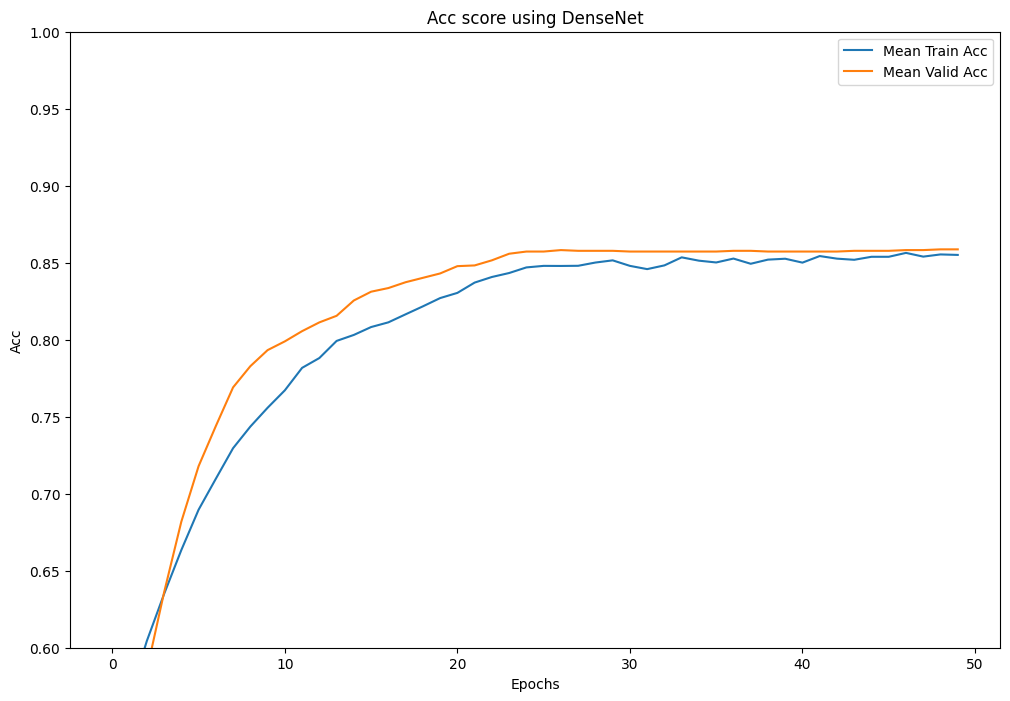 Acc score using DenseNet
Mean Train Acc
Mean Valid Acc
1.00
0.95
0.90
0.85
0.80
0.75
0.70
0.65
0.60
Acc
0 10 20 30 40 50
Epochs